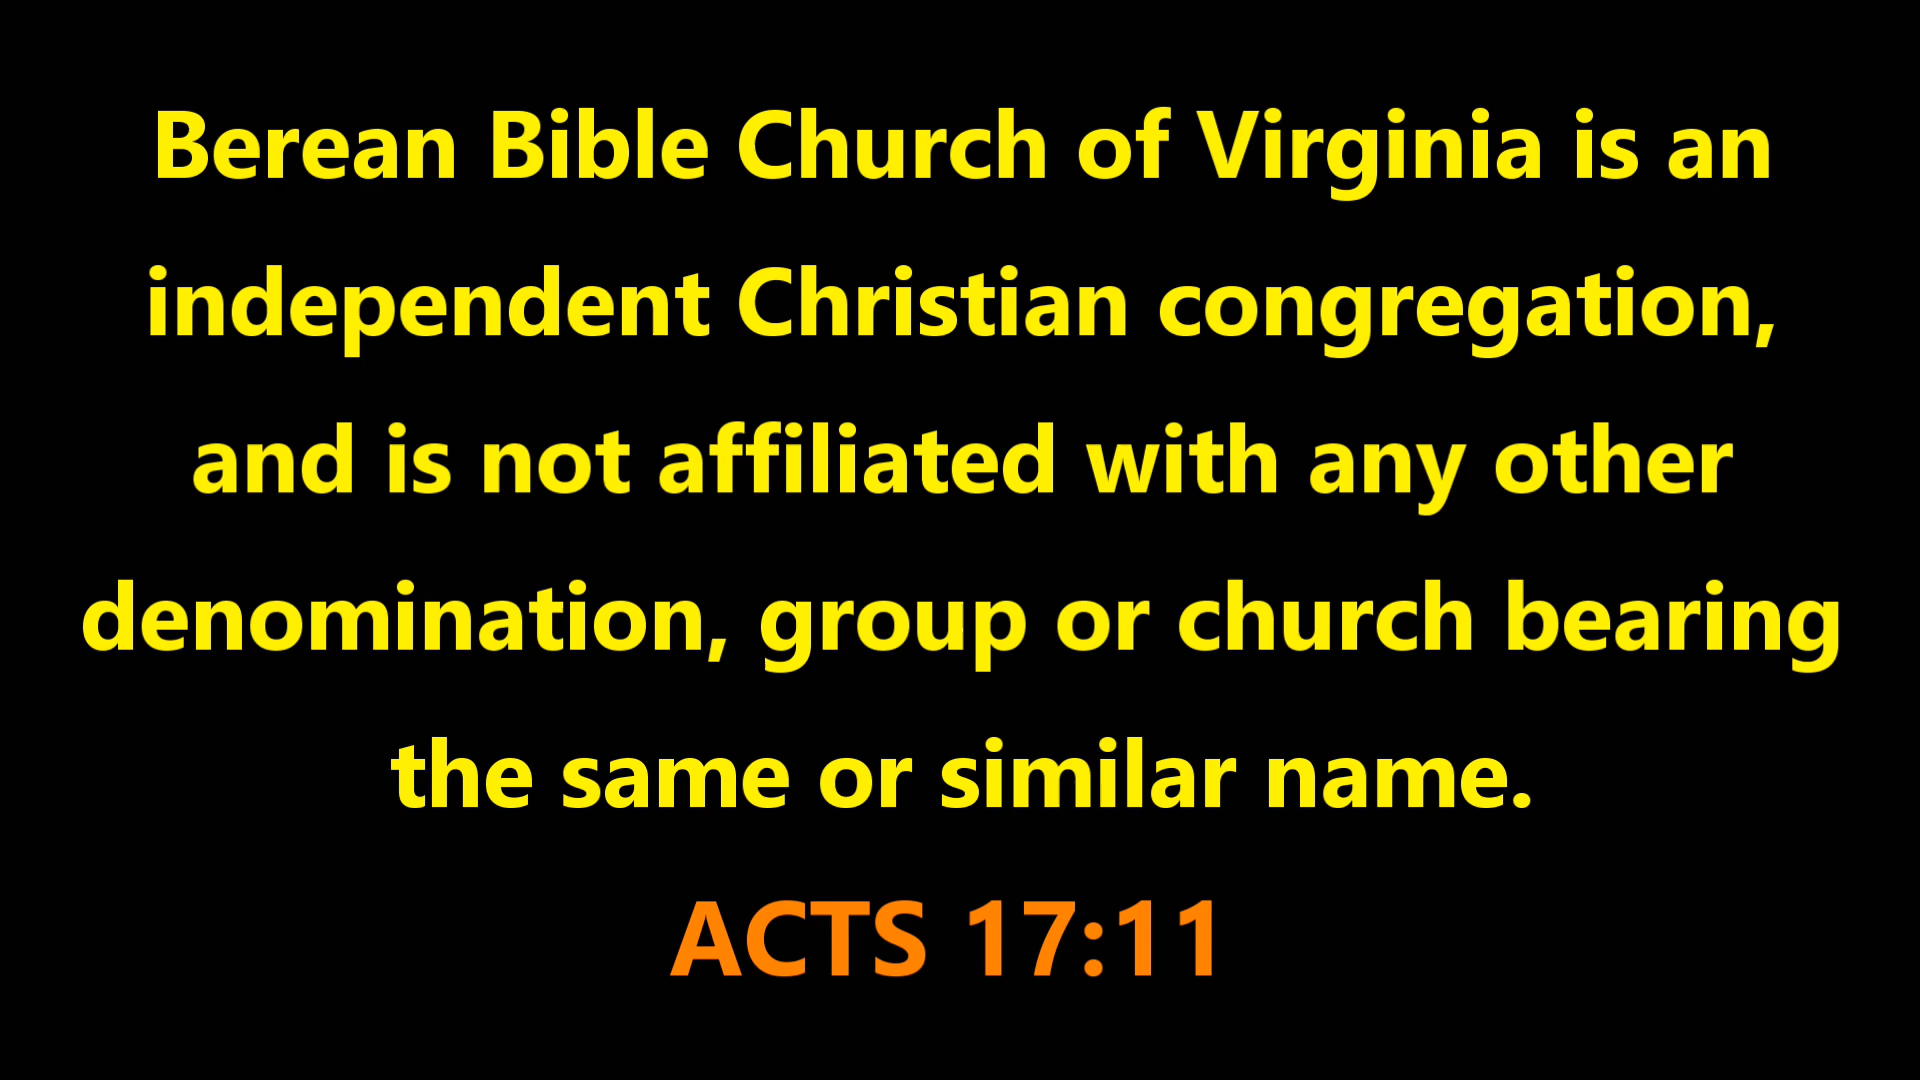 Berean Bible Church of Virginia is an
independent Christian congregation,
and is not affiliated with any other
denomination, group or church bearing
the same or similar name.
ACTS 17:11